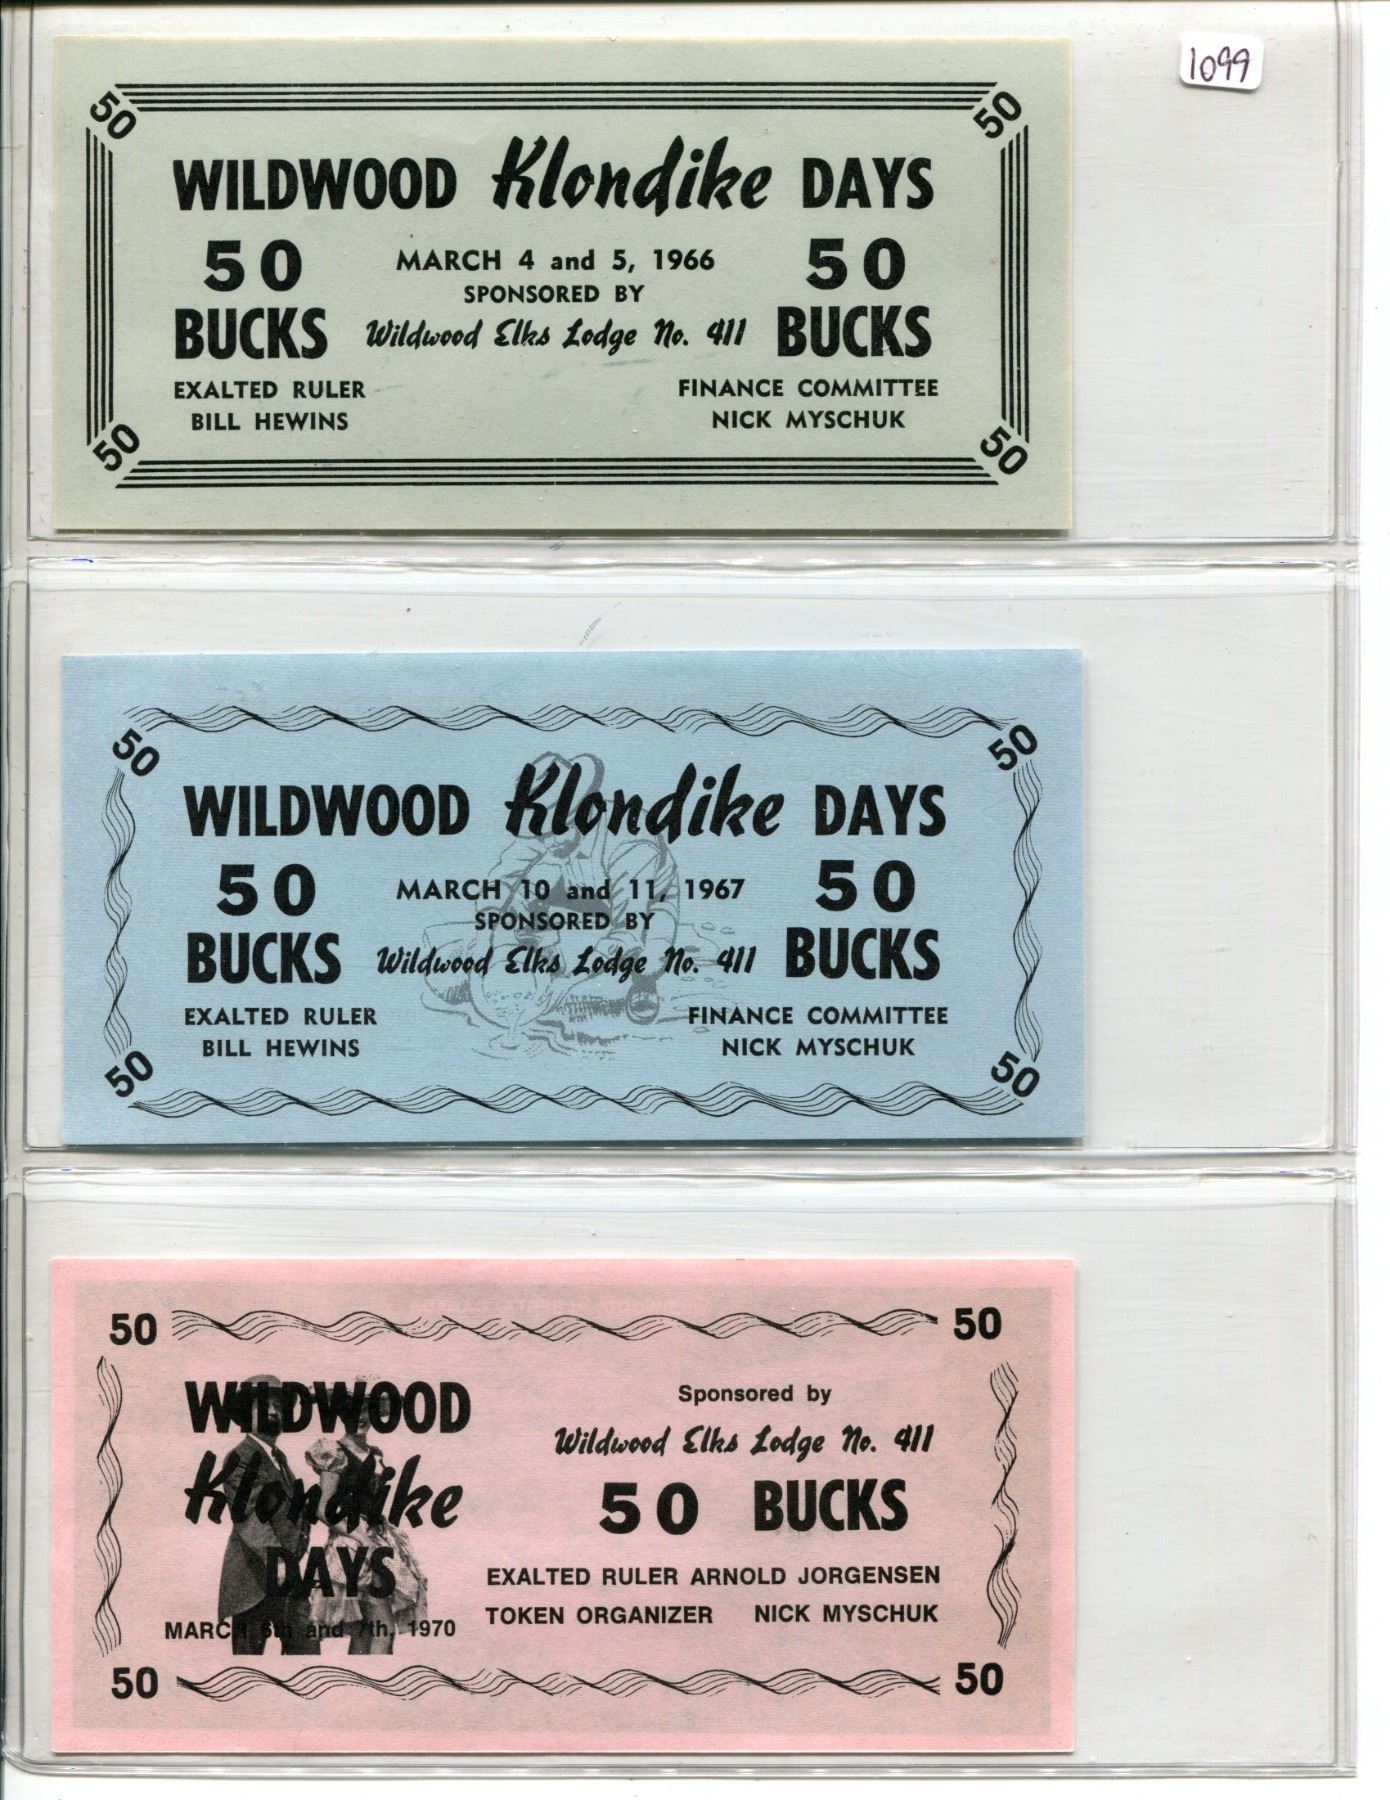 1099
50 50
WILDWOOD Klondike DAYS
50 MARCH 4 and 5, 1966 50
SPONSORED BY
BUCKS Wildwood Elks Lodge No. 411 BUCKS
EXALTED RULER FINANCE COMMITTEE
BILL HEWINS NICK MYSCHUK
50 50
50 50
WILDWOOD Klondike DAYS
50 MARCH 10 and 11, 1967 50
SPONSORED BY
BUCKS Wildwood Elks Lodge No. 411 BUCKS
EXALTED RULER FINANCE COMMITTEE
BILL HEWINS NICK MYSCHUK
50 50
50 50
WILDWOOD
Klondike
DAYS
MARCH 6th and 7th, 1970
Sponsored by
Wildwood Elks Lodge No. 411
50 BUCKS
EXALTED RULER ARNOLD JORGENSEN
TOKEN ORGANIZER NICK MYSCHUK
50 50